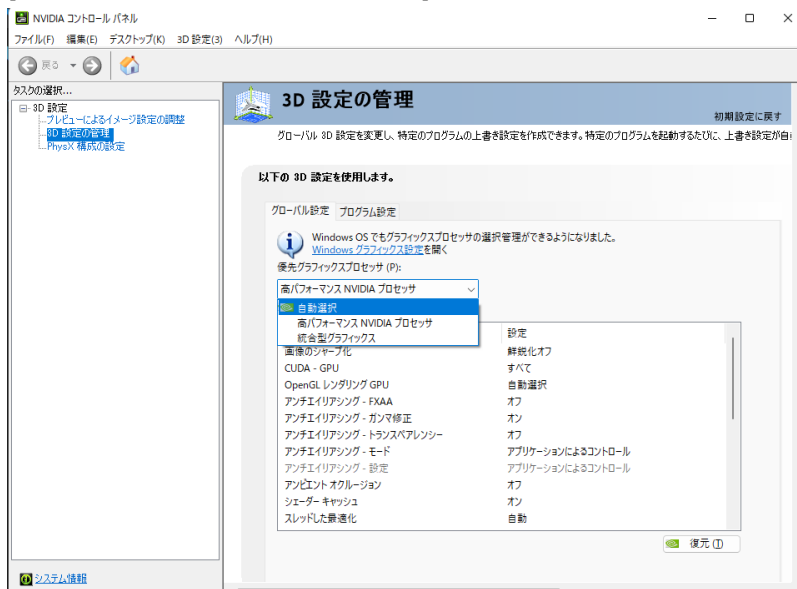 NVIDIA コントロール パネル
ファイル(F) 編集(E) デスクトップ(K) 3D 設定(3) ヘルプ(H)
戻る
タスクの選択...
3D 設定
プレビューによるイメージ設定の調整
3D 設定の管理
PhysX 構成の設定
システム情報
3D 設定の管理
初期設定に戻す
グローバル 3D 設定を変更し、特定のプログラムの上書き設定を作成できます。特定のプログラムを起動するたびに、上書き設定が自
以下の 3D 設定を使用します。
グローバル設定 プログラム設定
Windows OS でもグラフィックスプロセッサの選択管理ができるようになりました。
Windows グラフィックス設定を開く
優先グラフィックスプロセッサ (P):
高パフォーマンス NVIDIA プロセッサ
自動選択
高パフォーマンス NVIDIA プロセッサ
統合型グラフィックス
設定
画像のシャープ化 鮮鋭化オフ
CUDA - GPU すべて
OpenGL レンダリング GPU 自動選択
アンチエイリアシング - FXAA オフ
アンチエイリアシング - ガンマ修正 オン
アンチエイリアシング - トランスペアレンシー オフ
アンチエイリアシング - モード アプリケーションによるコントロール
アンチエイリアシング - 設定 アプリケーションによるコントロール
アンビエント オクルージョン オフ
シェーダー キャッシュ オン
スレッドした最適化 自動
復元 (T)